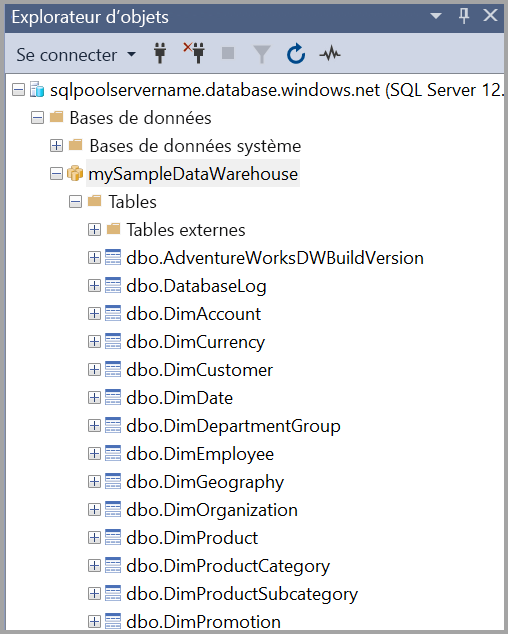 Explorateur d'objets
Se connecter
sqlpoolservername.database.windows.net (SQL Server 12.
Bases de données
Bases de données système
mySampleDataWarehouse
Tables
Tables externes
dbo.AdventureWorksDWBuildVersion
dbo.DatabaseLog
dbo.DimAccount
dbo.DimCurrency
dbo.DimCustomer
dbo.DimDate
dbo.DimDepartmentGroup
dbo.DimEmployee
dbo.DimGeography
dbo.DimOrganization
dbo.DimProduct
dbo.DimProductCategory
dbo.DimProductSubcategory
dbo.DimPromotion